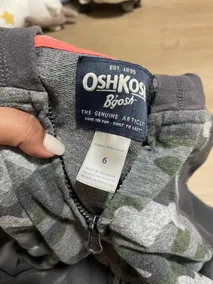 EST. 1895
OSHKOSH
B'gosh
THE GENUINE ARTICLE
6